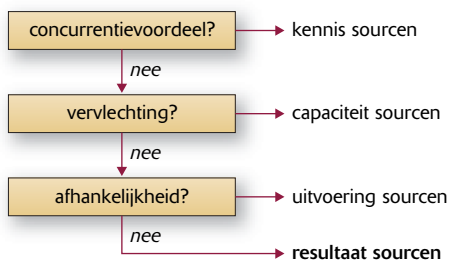 concurrentievoordeel? kennis sourcen
nee
vervlechting? capaciteit sourcen
nee
afhankelijkheid? uitvoering sourcen
nee
resultaat sourcen